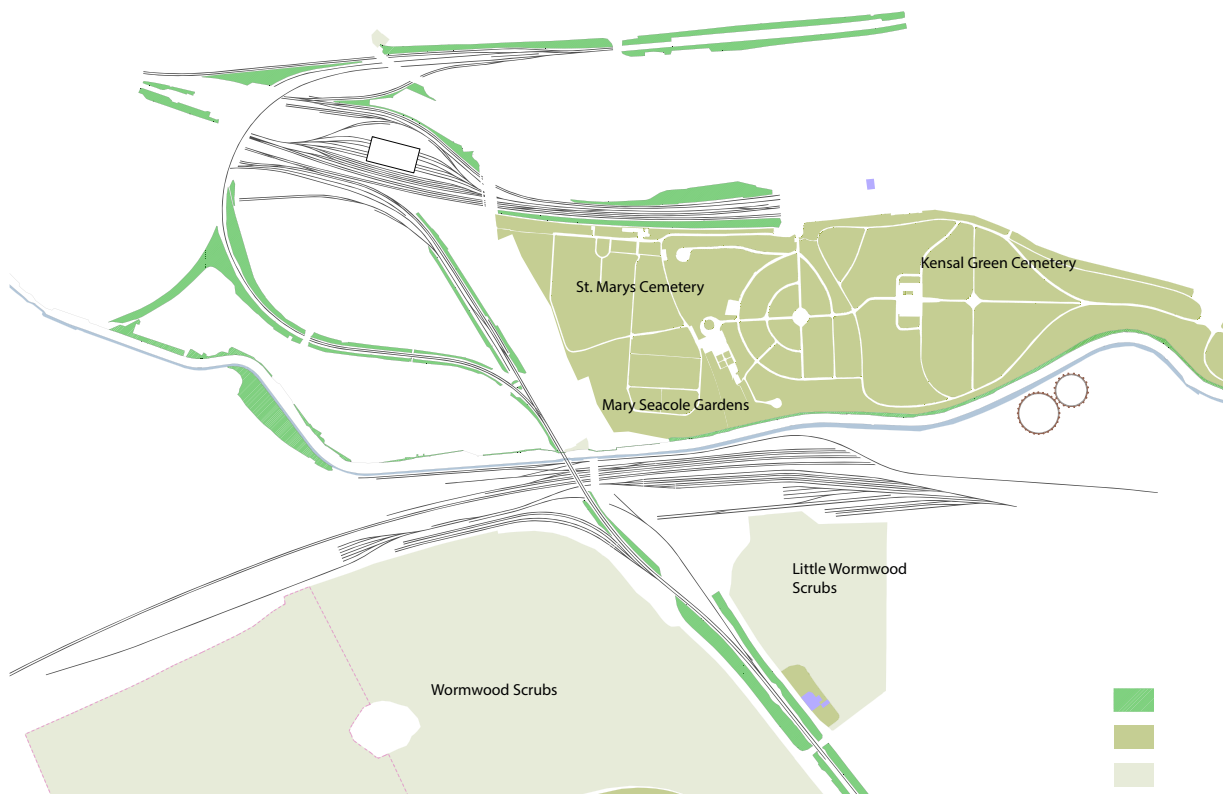 Kensal Green Cemetery
St. Marys Cemetery
Mary Seacole Gardens
Little Wormwood
Scrubs
Wormwood Scrubs